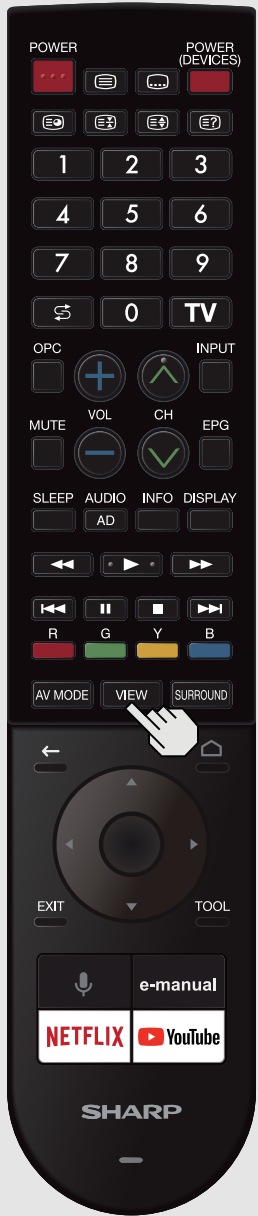 POWER
POWER
(DEVICES)
1 2 3
4 5 6
7 8 9
0 TV
OPC INPUT
VOL CH
MUTE EPG
SLEEP AUDIO INFO DISPLAY
AD
R G Y B
AV MODE VIEW SURROUND
EXIT TOOL
e-manual
NETFLIX YouTube
SHARP